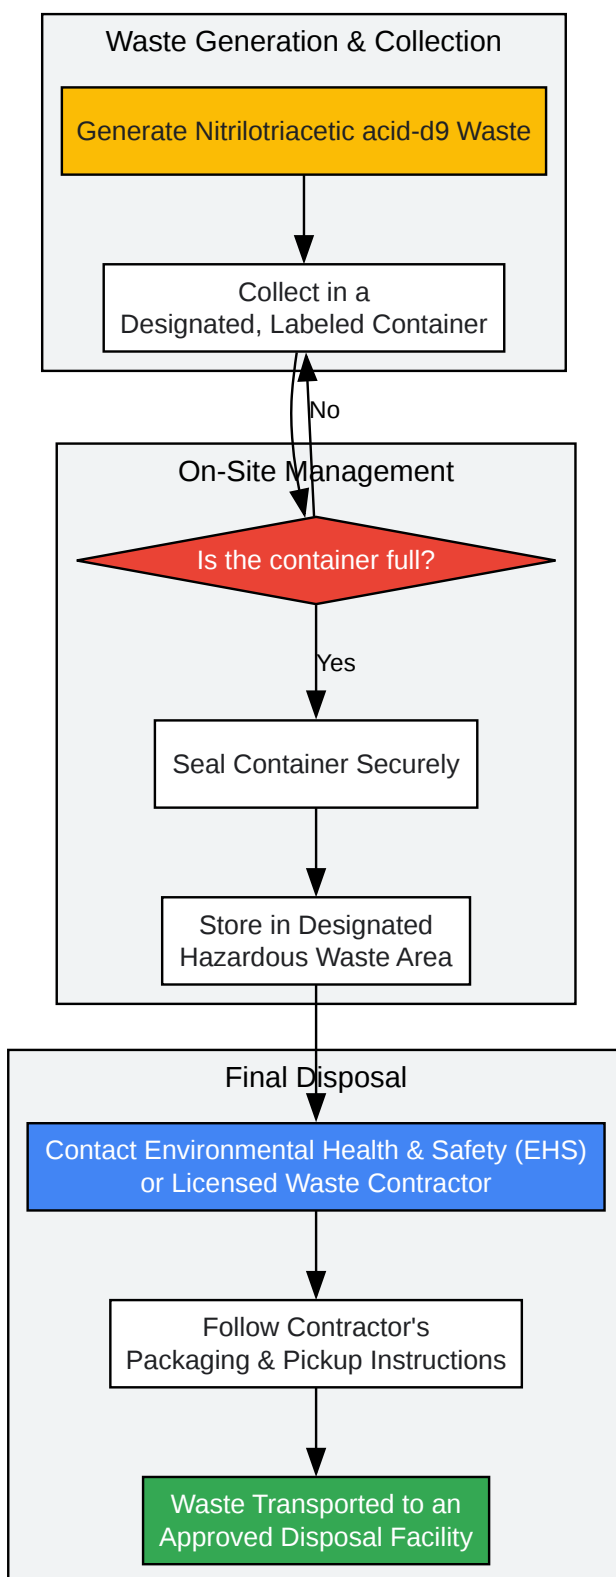 Waste Generation & Collection
Generate Nitrilotriacetic acid-d9 Waste
Collect in a
Designated, Labeled Container
No
On-Site Management
Is the container full?
Yes
Seal Container Securely
Store in Designated
Hazardous Waste Area
Final Disposal
Contact Environmental Health & Safety (EHS)
or Licensed Waste Contractor
Follow Contractor's
Packaging & Pickup Instructions
Waste Transported to an
Approved Disposal Facility